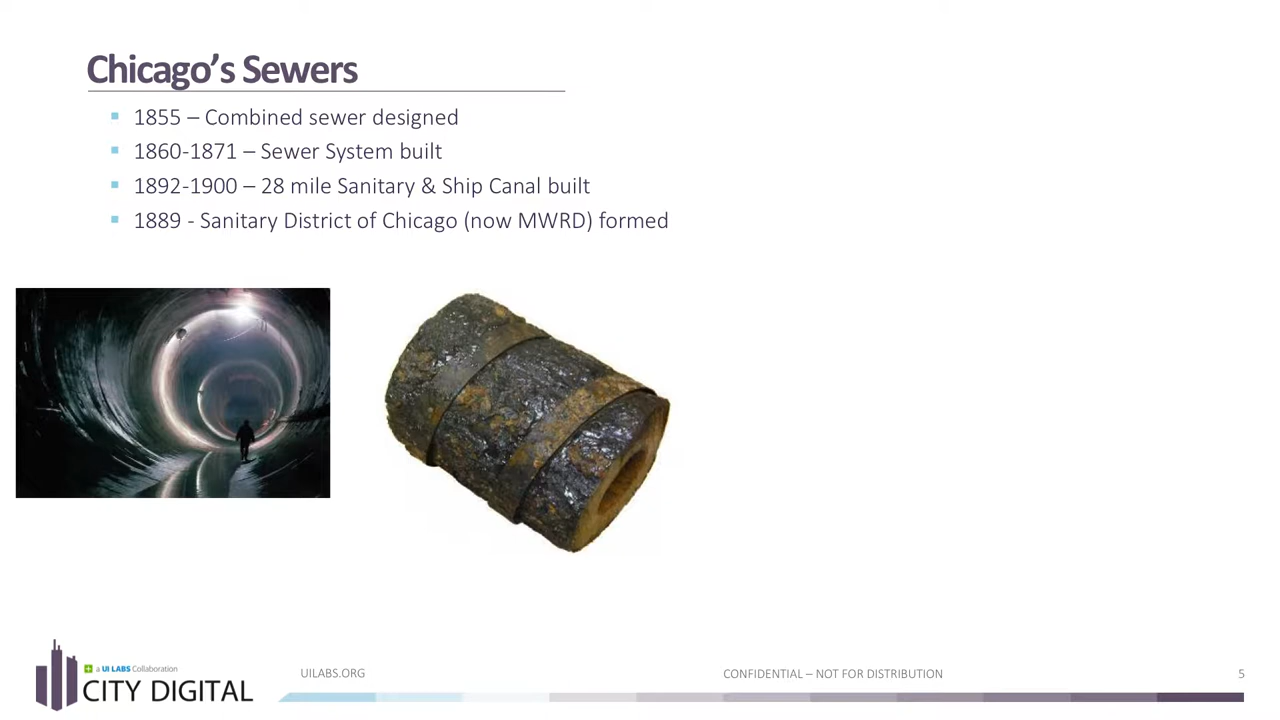 Chicago’s Sewers
1855 – Combined sewer designed
1860-1871 – Sewer System built
1892-1900 – 28 mile Sanitary & Ship Canal built
1889 - Sanitary District of Chicago (now MWRD) formed
a UI LABS Collaboration
CITY DIGITAL
UILABS.ORG
CONFIDENTIAL – NOT FOR DISTRIBUTION
5